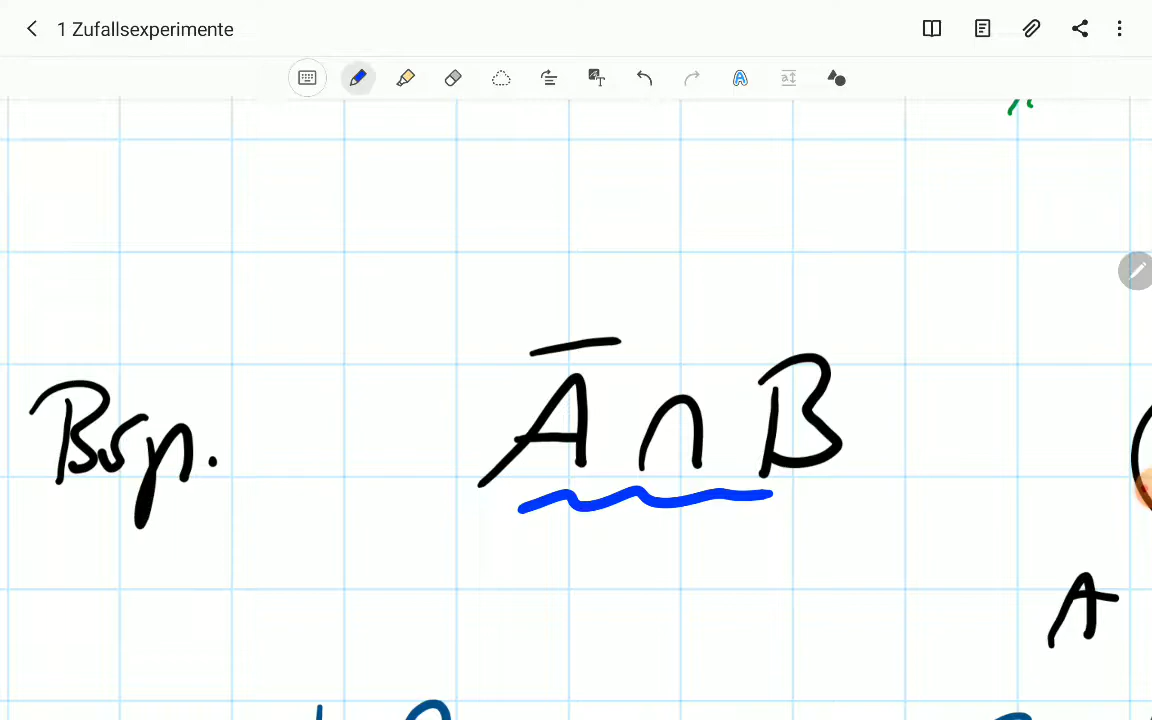 1 Zufallsexperimente
Bsp. A̅ ∩ B
A